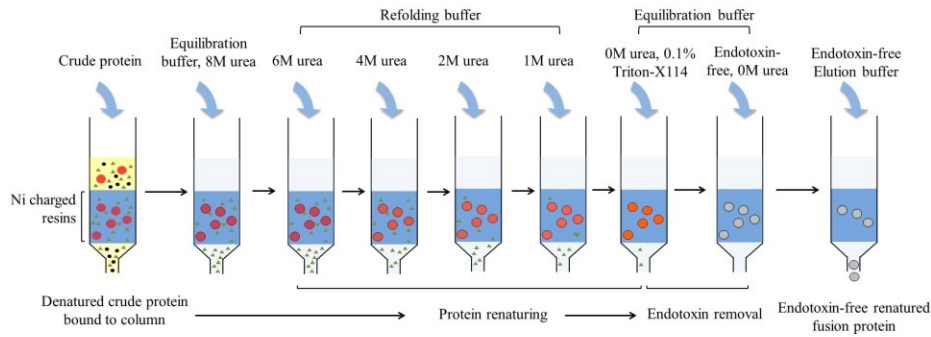 Refolding buffer
Equilibration buffer
Crude protein
Equilibration
buffer, 8M urea
6M urea
4M urea
2M urea
1M urea
0M urea, 0.1%
Triton-X114
Endotoxin-
free, 0M urea
Endotoxin-free
Elution buffer
Ni charged
resins
Denatured crude protein
bound to column
Protein renaturing
Endotoxin removal
Endotoxin-free renatured
fusion protein